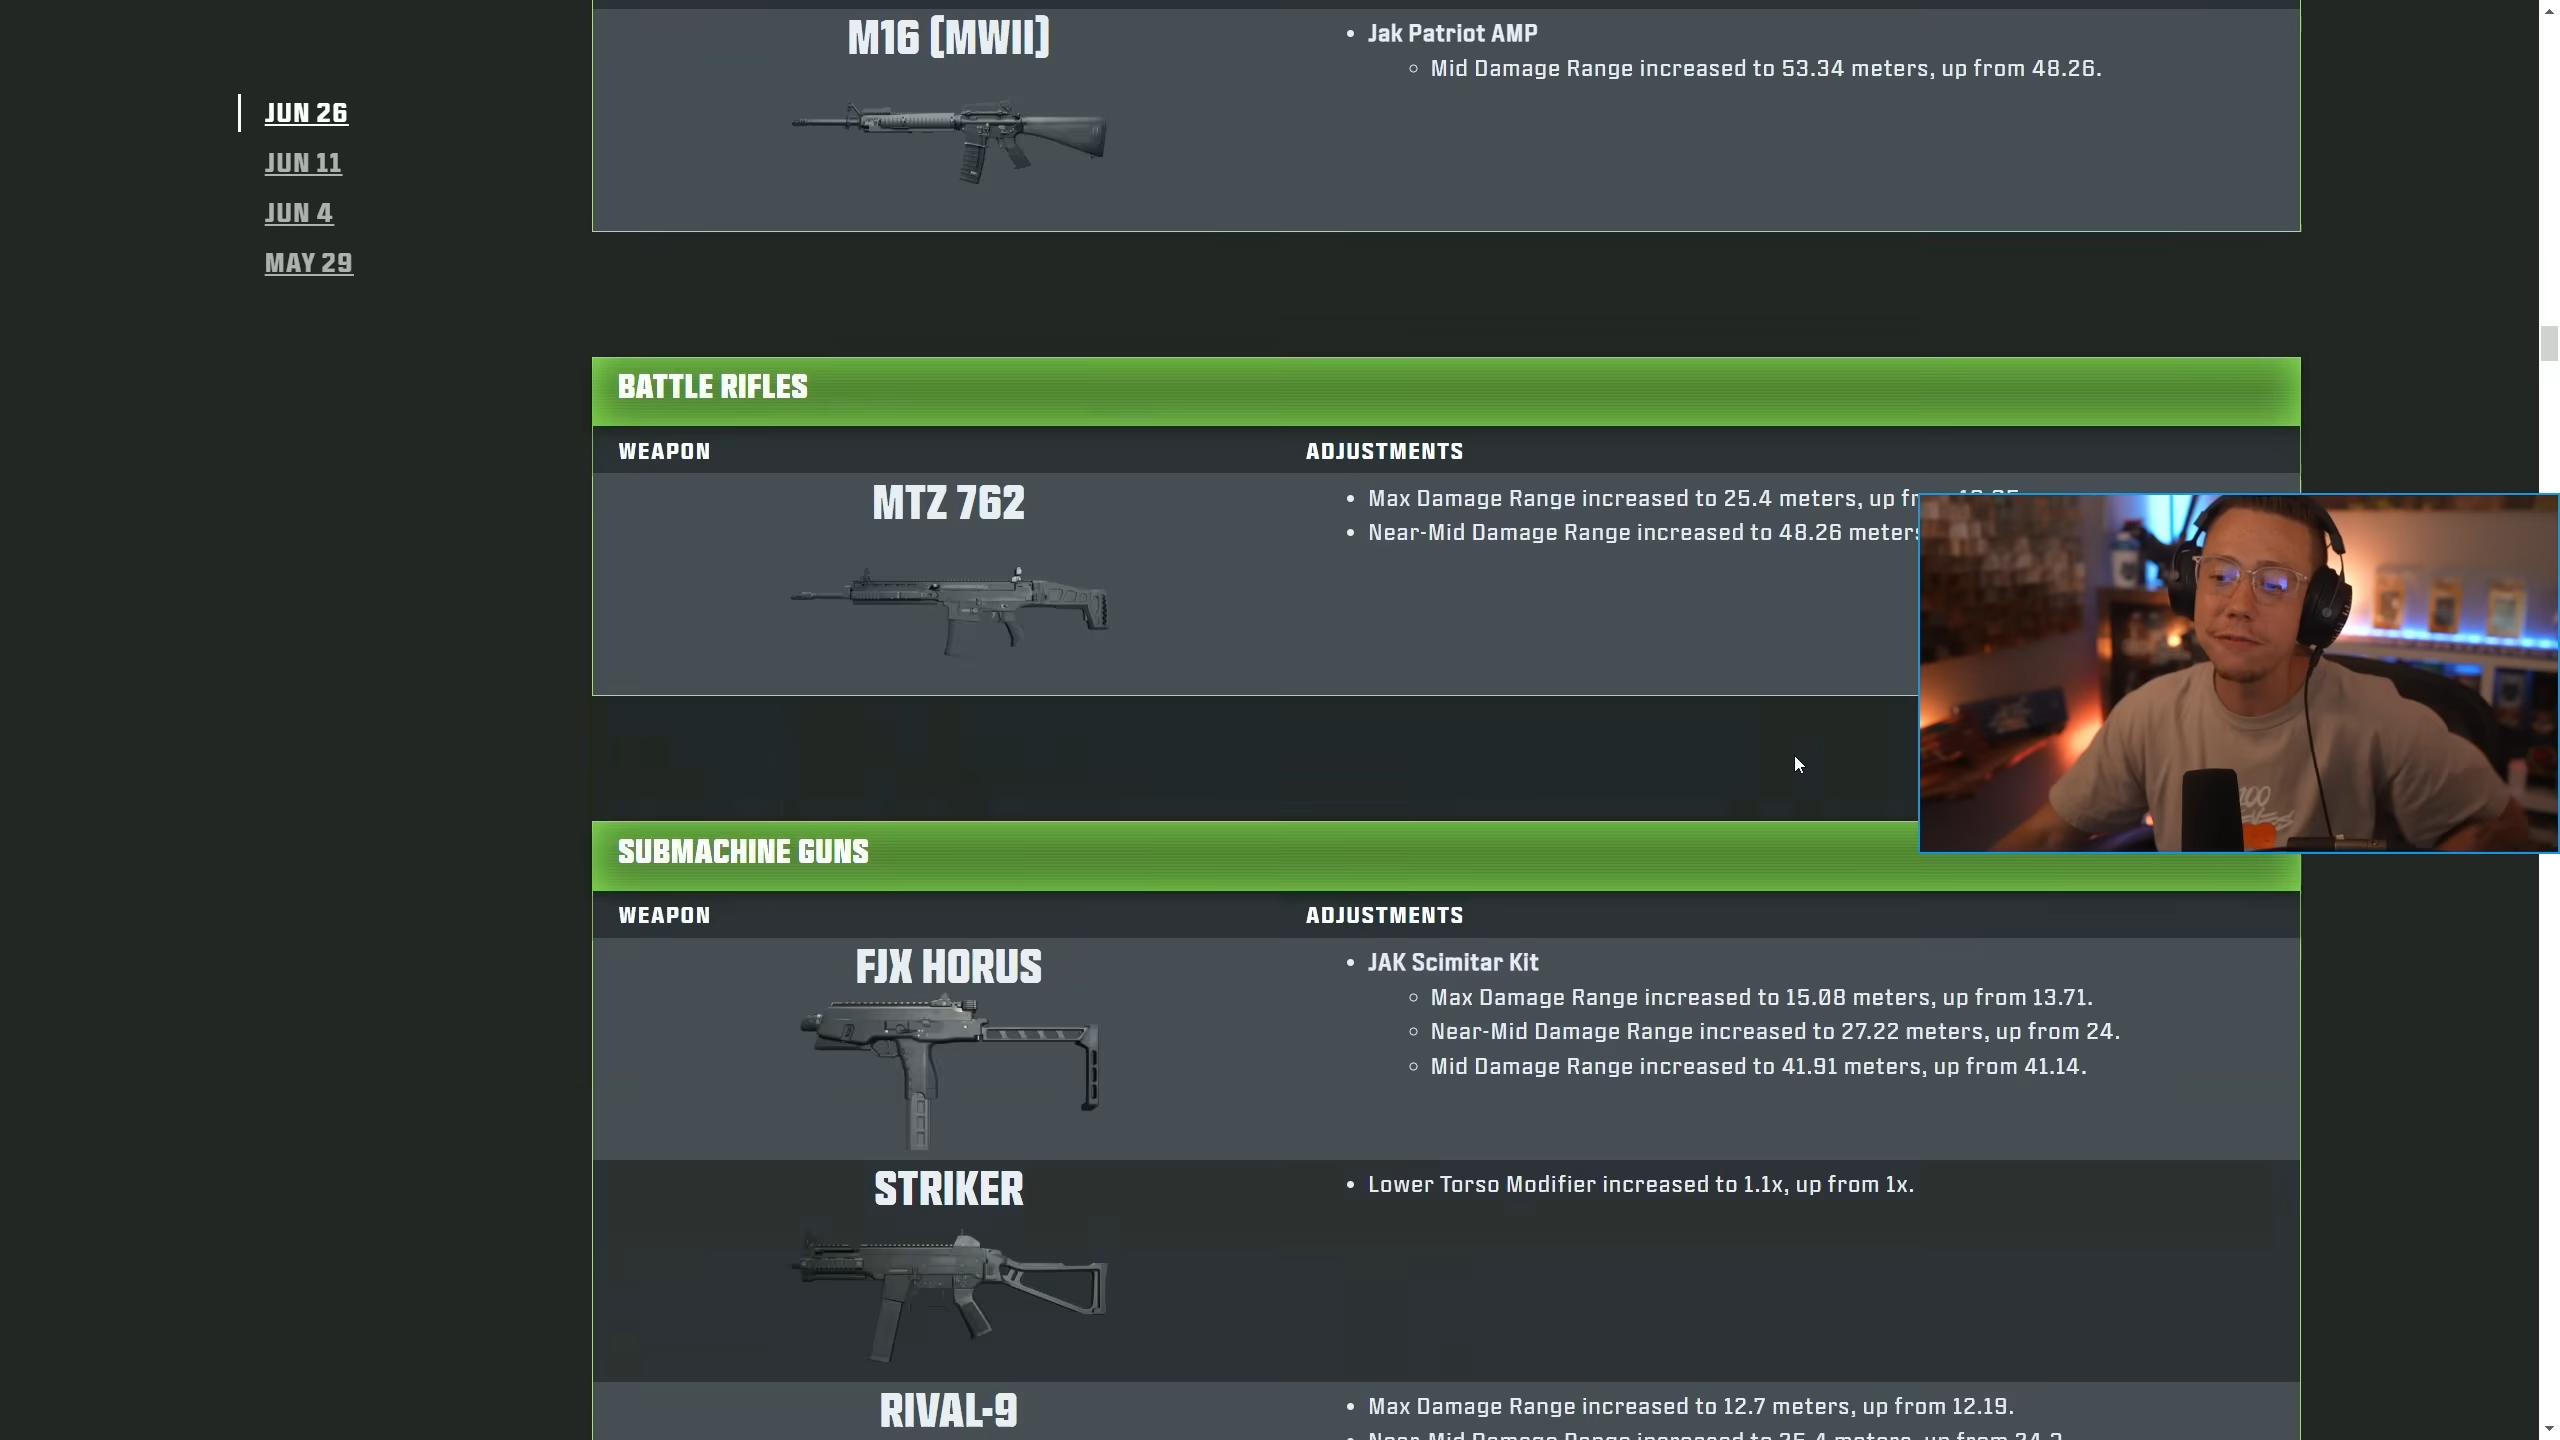 M16 (MWII)
• Jak Patriot AMP
◦ Mid Damage Range increased to 53.34 meters, up from 48.26.
JUN 26
JUN 11
JUN 4
MAY 29
BATTLE RIFLES
WEAPON ADJUSTMENTS
MTZ 762
• Max Damage Range increased to 25.4 meters, up
• Near-Mid Damage Range increased to 48.26 meters
SUBMACHINE GUNS
WEAPON ADJUSTMENTS
FJX HORUS
• JAK Scimitar Kit
◦ Max Damage Range increased to 15.08 meters, up from 13.71.
◦ Near-Mid Damage Range increased to 27.22 meters, up from 24.
◦ Mid Damage Range increased to 41.91 meters, up from 41.14.
STRIKER
• Lower Torso Modifier increased to 1.1x, up from 1x.
RIVAL-9
• Max Damage Range increased to 12.7 meters, up from 12.19.